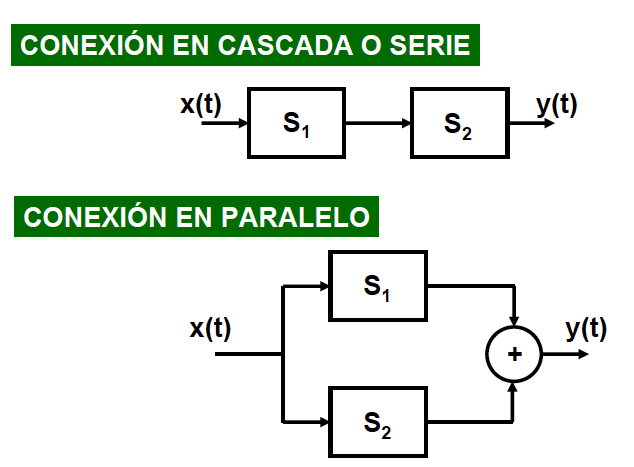 CONEXIÓN EN CASCADA O SERIE
x(t) S₁ S₂ y(t)
CONEXIÓN EN PARALELO
S₁
x(t) + y(t)
S₂